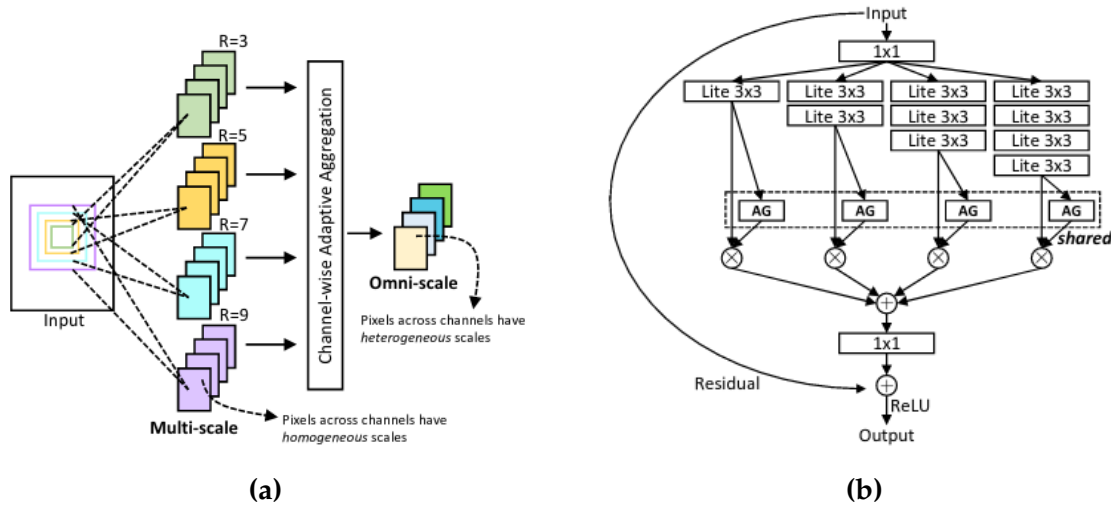 R=3
R=5
R=7
R=9
Input
Multi-scale
Channel-wise Adaptive Aggregation
Omni-scale
Pixels across channels have
heterogeneous scales
Pixels across channels have
homogeneous scales
(a)
Input
1x1
Lite 3x3 Lite 3x3 Lite 3x3 Lite 3x3
Lite 3x3 Lite 3x3 Lite 3x3
Lite 3x3 Lite 3x3
Lite 3x3
AG AG AG AG
shared
1x1
Residual
ReLU
Output
(b)